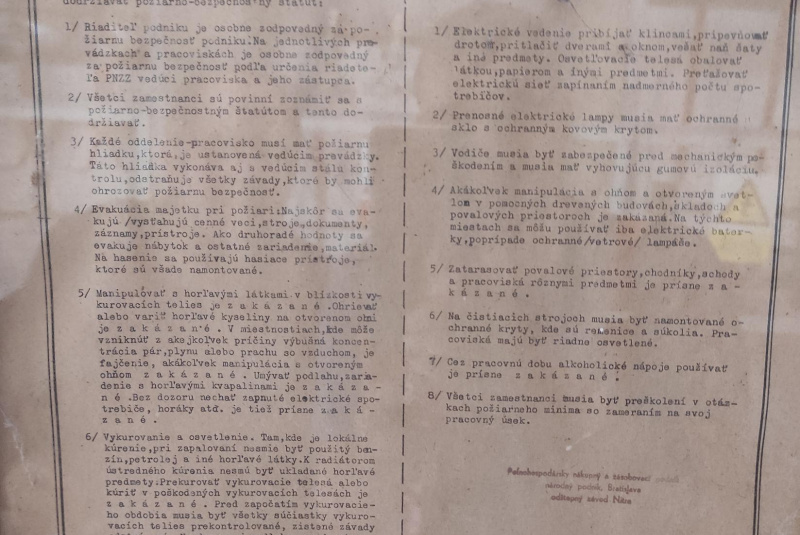 dodržiavať požiarno-bezpečnostný štatút:
1/ Riaditeľ podniku je osobne zodpovedný za po-
žiarnu bezpečnosť podniku.Na jednotlivých pre-
vádzkach a pracoviskách je osobne zodpovedný
za požiarnu bezpečnosť podľa určenia riadite-
ľa PNZZ vedúci pracoviska a jeho zástupca.
2/ Všetci zamestnanci sú povinní zoznámiť sa s
požiarno-bezpečnostným štatútom a tento do-
držiavať.
3/ Každé oddelenie-pracovisko musí mať požiarnu
hliadku,ktorá,je ustanovená vedúcim prevádzky.
Táto hliadka vykonáva aj s vedúcim stálu kon-
trolu,odstraňuje všetky závady,ktoré by mohli
ohrozovať požiarnu bezpečnosť.
4/ Evakuácia majetku pri požiari:Najskôr sa eva-
kujú /vysťahujú cenné veci,stroje,dokumenty,
záznamy,prístroje. Ako druhoradé hodnoty sa
evakuje nábytok a ostatné zariadenie,materiál.
Na hasenie sa používajú hasiace prístroje,
ktoré sú všade namontované.
5/ Manipulovať s horľavými látkami v blízkosti vy-
kurovacích telies je z a k á z a n é .Ohrievať
alebo variť horľavé kyseliny na otvorenom ohni
je z a k á z a n é . V miestnostiach,kde môže
vzniknúť z akejkoľvek príčiny výbušná koncen-
trácia pár,plynu alebo prachu so vzduchom, je
fajčenie, akákoľvek manipulácia s otvoreným
ohňom z a k á z a n é . Umývať podlahu,zaria-
denie s horľavými kvapalinami je z a k á z a -
n é .Bez dozoru nechať zapnuté elektrické spo-
trebiče, horáky atď. je tiež prísne z a k á -
z a n é .
6/ Vykurovanie a osvetlenie. Tam,kde je lokálne
kúrenie,pri zapalovaní nesmie byť použitý ben-
zín,petrolej a iné horľavé látky.K radiátorom
ústredného kúrenia nesmú byť ukladané horľavé
predmety.Prekurovať vykurovacie telesá alebo
kúriť v poškodených vykurovacích telesách je
z a k á z a n é . Pred započatím vykurovacie-
ho obdobia musia byť všetky súčiastky vykuro-
vacích telies prekontrolované, zistené závady
1/ Elektrické vedenie pribíjať klincami,pripevňovať
drotom,pritlačiť dverami a oknom,vešať naň šaty
a iné predmety. Osvetľovacie telesá obalovať
látkou,papierom a inými predmetmi. Preťažovať
elektrickú sieť zapínaním nadmerného počtu spo-
trebičov.
2/ Prenosné elektrické lampy musia mať ochranné
sklo s ochranným kovovým krytom.
3/ Vodiče musia byť zabezpečené pred mechanickým po-
škodením a musia mať vyhovujúcu gumovú izoláciu.
4/ Akákoľvek manipulácia s ohňom a otvoreným svet-
lom v pomocných drevených budovách,skladoch a
povalových priestoroch je zakázaná.Na týchto
miestach sa môžu používať iba elektrické bater-
ky,poprípade ochranné/vetrové/ lampáše.
5/ Zatarasovať povalové priestory,chodníky,schody
a pracoviská rôznymi predmetmi je prísne z a -
k á z a n é .
6/ Na čistiacich strojoch musia byť namontované o-
chranné kryty, kde sú remenice a súkolia. Pra-
coviská majú byť riadne osvetlené.
7/ Cez pracovnú dobu alkoholické nápoje používať
je prísne z a k á z a n é .
8/ Všetci zamestnanci musia byť preškolení v otáz-
kach požiarneho minima so zameraním na svoj
pracovný úsek.
Poľnohospodársky nákupný a zásobovací podnik
národný podnik, Bratislava
odštepný závod Nitra